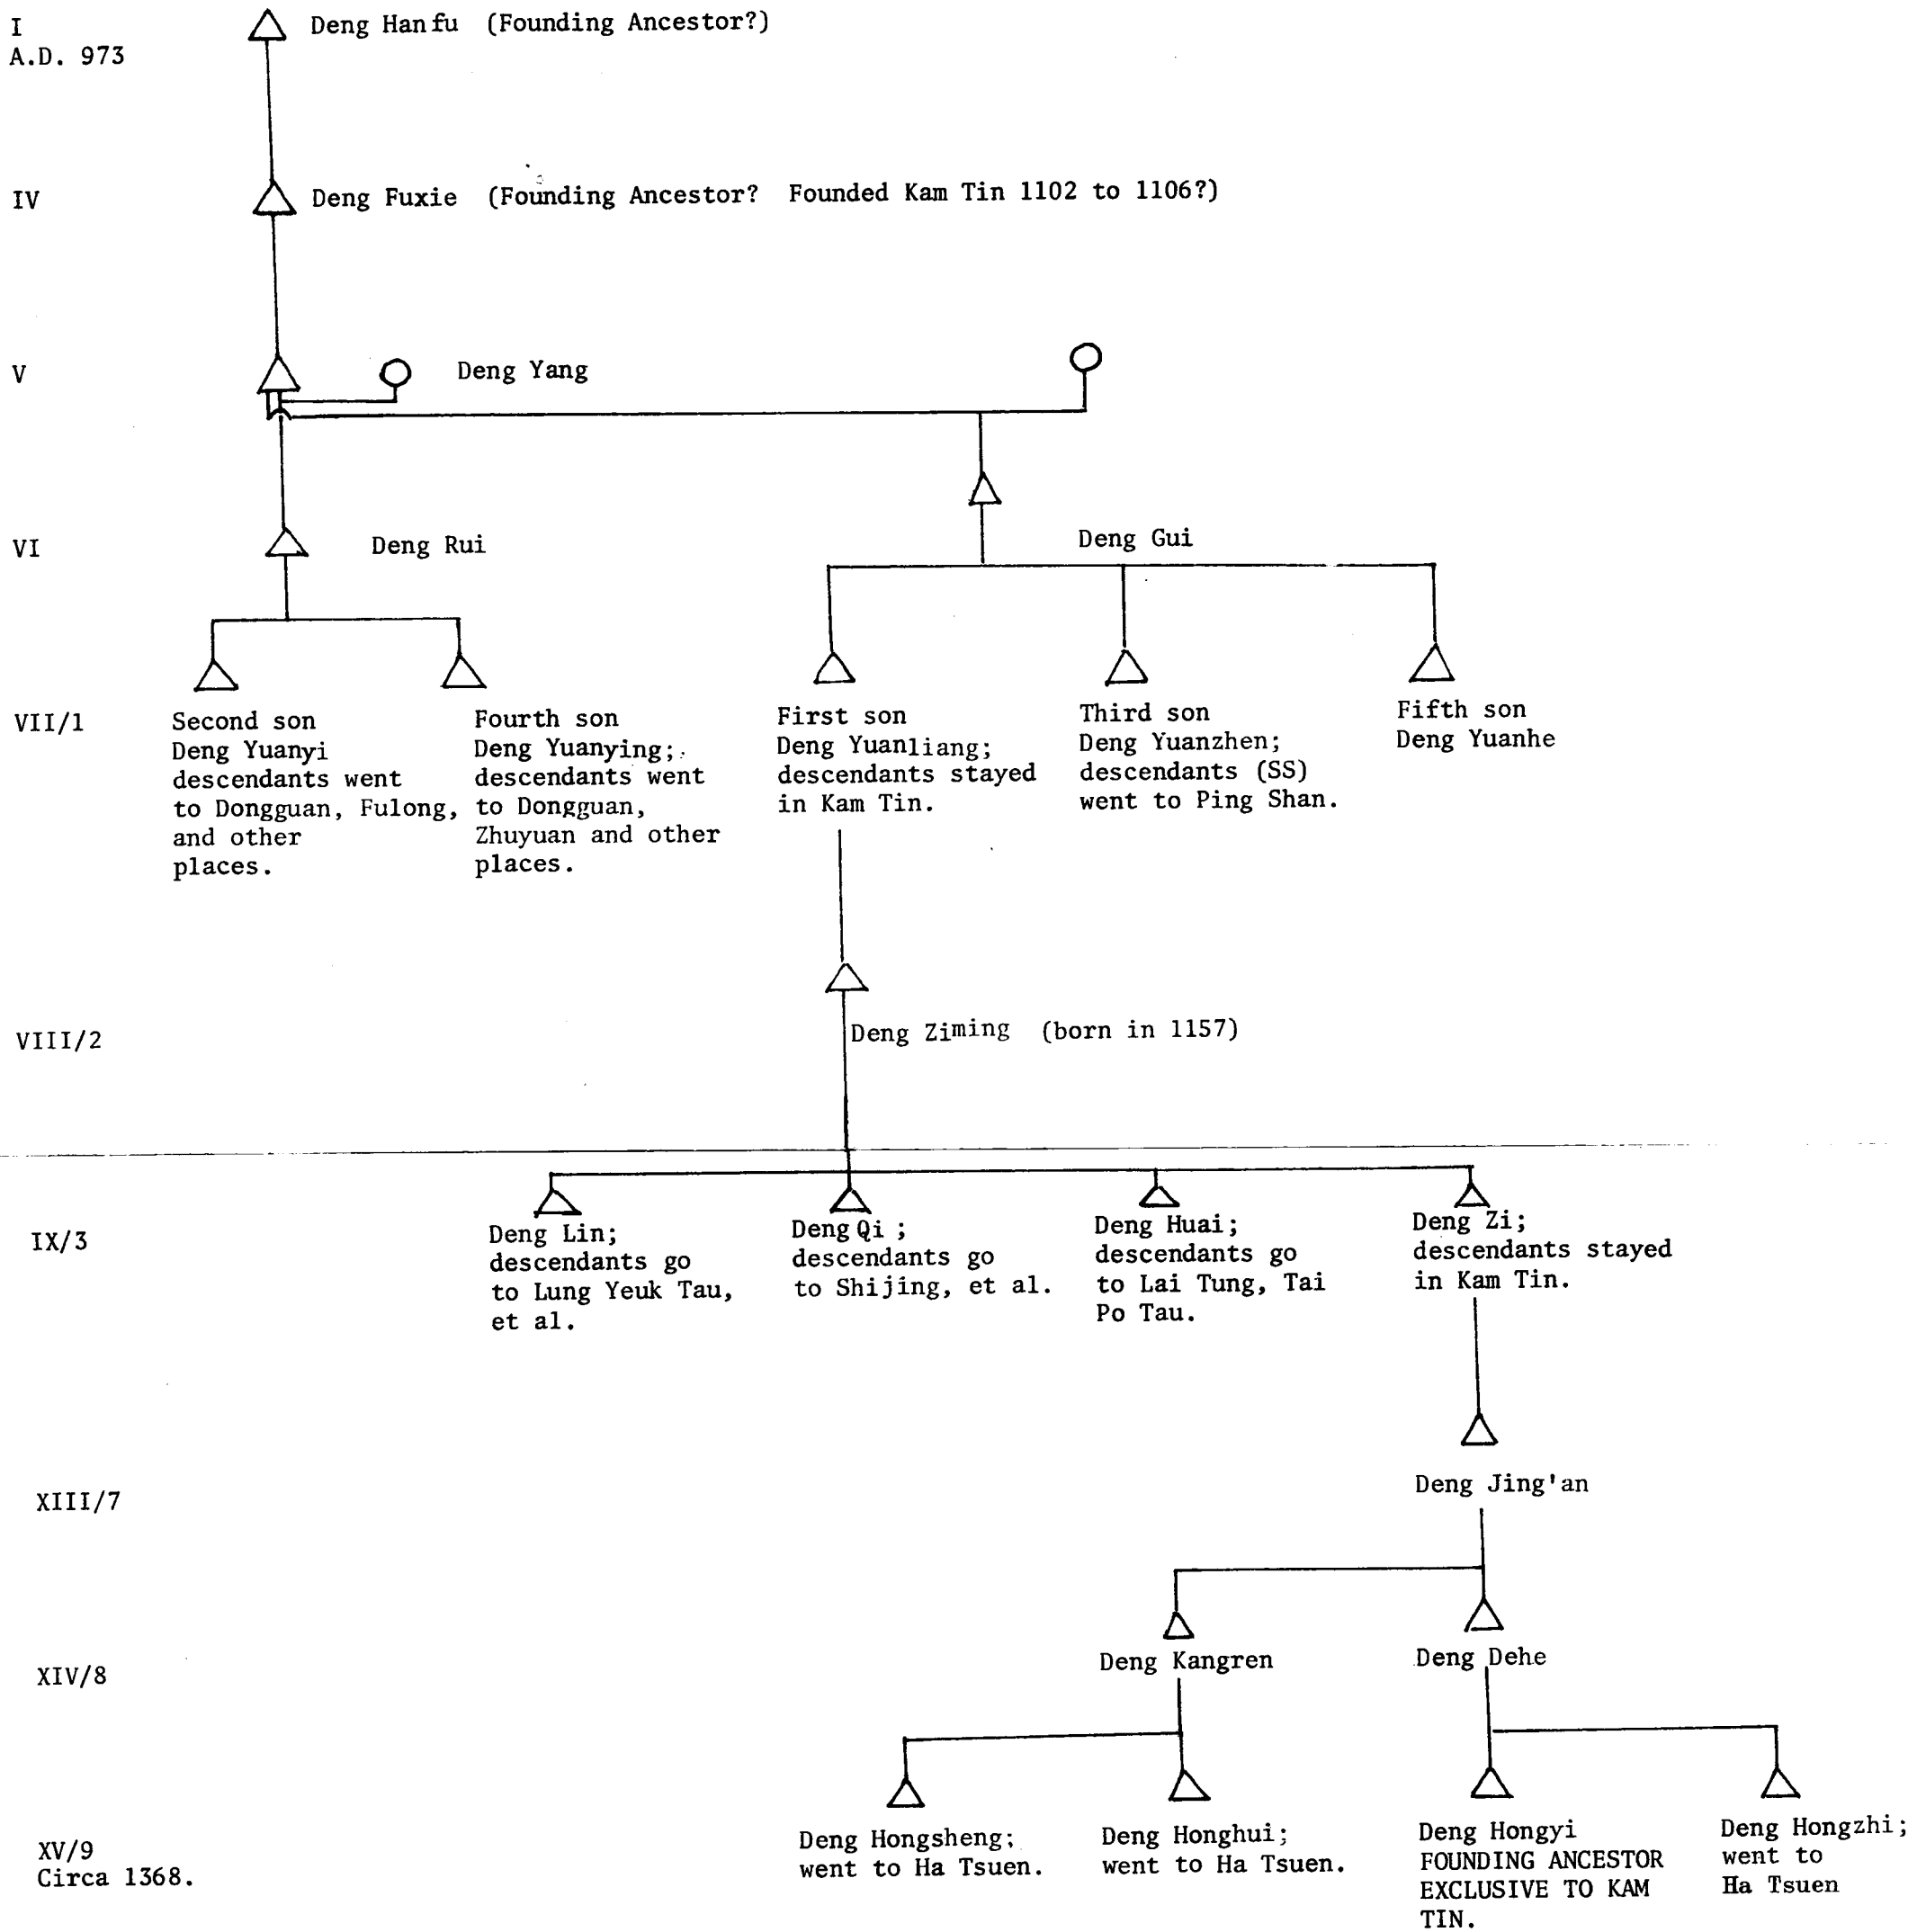 I
A.D. 973
Deng Hanfu (Founding Ancestor?)
IV
Deng Fuxie (Founding Ancestor? Founded Kam Tin 1102 to 1106?)
V
Deng Yang
VI
Deng Rui
Deng Gui
VII/1
Second son
Deng Yuanyi
descendants went
to Dongguan, Fulong,
and other
places.
Fourth son
Deng Yuanying;
descendants went
to Dongguan,
Zhuyuan and other
places.
First son
Deng Yuanliang;
descendants stayed
in Kam Tin.
Third son
Deng Yuanzhen;
descendants (SS)
went to Ping Shan.
Fifth son
Deng Yuanhe
VIII/2
Deng Ziming (born in 1157)
IX/3
Deng Lin;
descendants go
to Lung Yeuk Tau,
et al.
Deng Qi ;
descendants go
to Shijing, et al.
Deng Huai;
descendants go
to Lai Tung, Tai
Po Tau.
Deng Zi;
descendants stayed
in Kam Tin.
XIII/7
Deng Jing'an
XIV/8
Deng Kangren
Deng Dehe
XV/9
Circa 1368.
Deng Hongsheng;
went to Ha Tsuen.
Deng Honghui;
went to Ha Tsuen.
Deng Hongyi
FOUNDING ANCESTOR
EXCLUSIVE TO KAM
TIN.
Deng Hongzhi;
went to
Ha Tsuen